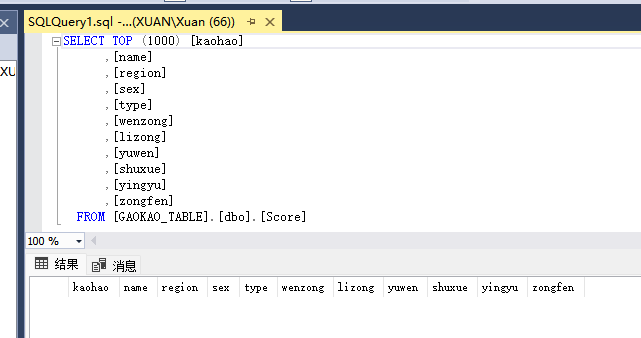 SQLQuery1.sql -...(XUAN\Xuan (66))
SELECT TOP (1000) [kaohao]
,[name]
XU
,[region]
,[sex]
,[type]
,[wenzong]
,[lizong]
,[yuwen]
,[shuxue]
,[yingyu]
,[zongfen]
FROM [GAOKAO_TABLE].[dbo].[Score]
100 %
结果 消息
kaohao name region sex type wenzong lizong yuwen shuxue yingyu zongfen